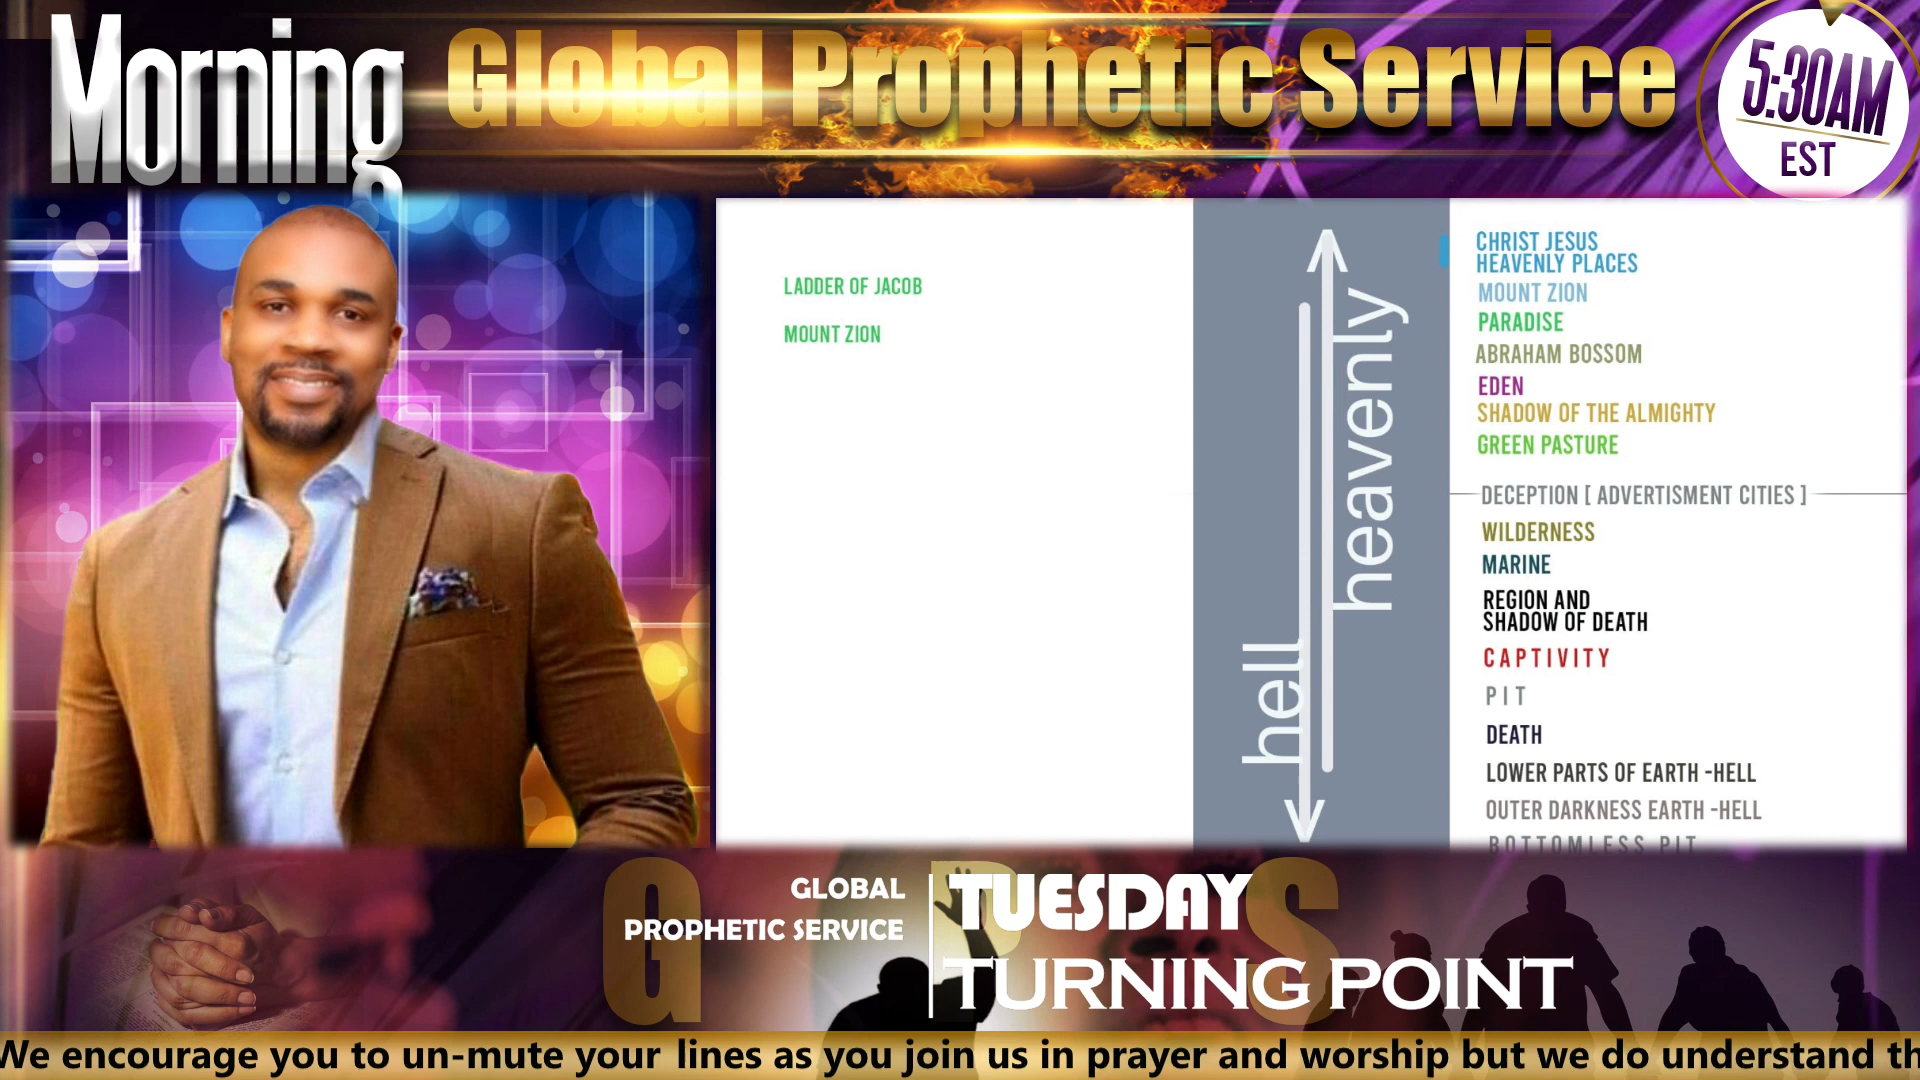 Morning
Global Prophetic Service
5:30AM
EST
LADDER OF JACOB
MOUNT ZION
heavenly
hell
CHRIST JESUS
HEAVENLY PLACES
MOUNT ZION
PARADISE
ABRAHAM BOSSOM
EDEN
SHADOW OF THE ALMIGHTY
GREEN PASTURE
DECEPTION [ ADVERTISMENT CITIES ]
WILDERNESS
MARINE
REGION AND
SHADOW OF DEATH
CAPTIVITY
PIT
DEATH
LOWER PARTS OF EARTH -HELL
OUTER DARKNESS EARTH -HELL
BOTTOMLESS PIT
G P S
GLOBAL
PROPHETIC SERVICE
TUESDAY
TURNING POINT
We encourage you to un-mute your lines as you join us in prayer and worship but we do understand th